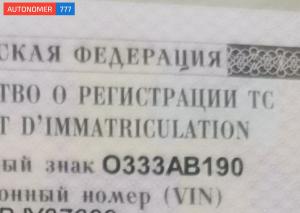 AUTONOMER 777
СКАЯ ФЕДЕРАЦИЯ
ТВО О РЕГИСТРАЦИИ ТС
T D'IMMATRICULATION
ый знак О333АВ190
онный номер (VIN)